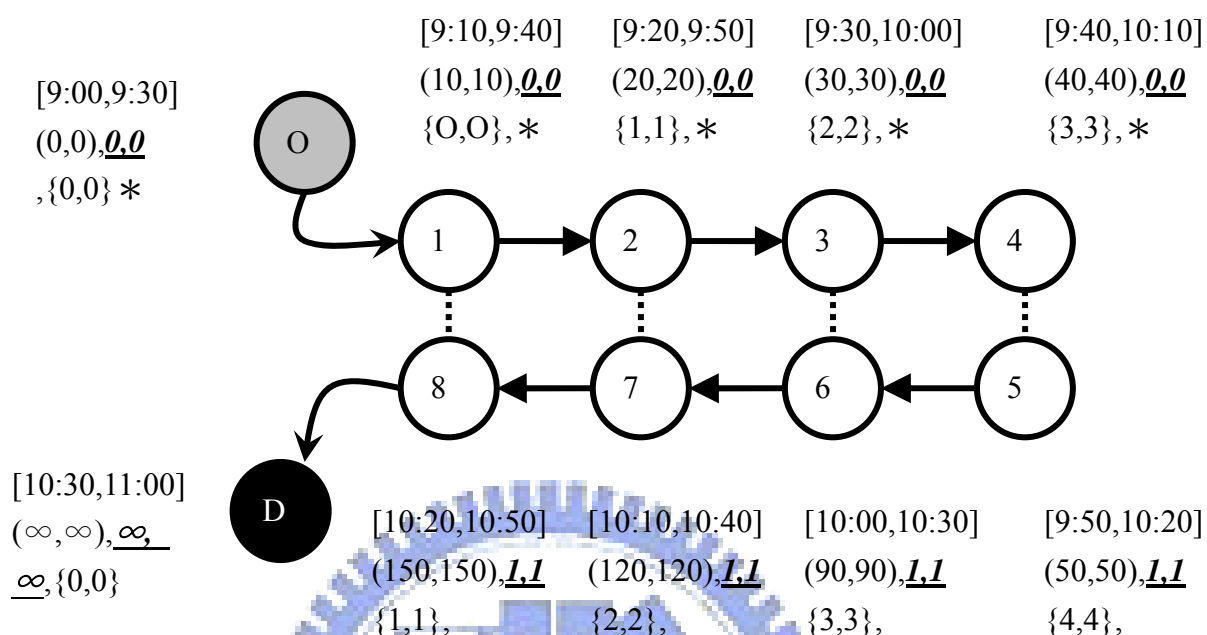 [9:10,9:40] [9:20,9:50] [9:30,10:00] [9:40,10:10]
(10,10),0,0 (20,20),0,0 (30,30),0,0 (40,40),0,0
{O,O}, * {1,1}, * {2,2}, * {3,3}, *
[9:00,9:30]
(0,0),0,0
,{0,0} *
O
1 2 3 4
8 7 6 5
D
[10:30,11:00]
(∞,∞),∞,
∞,{0,0}
[10:20,10:50] [10:10,10:40] [10:00,10:30] [9:50,10:20]
(150,150),1,1 (120,120),1,1 (90,90),1,1 (50,50),1,1
{1,1}, {2,2}, {3,3}, {4,4},